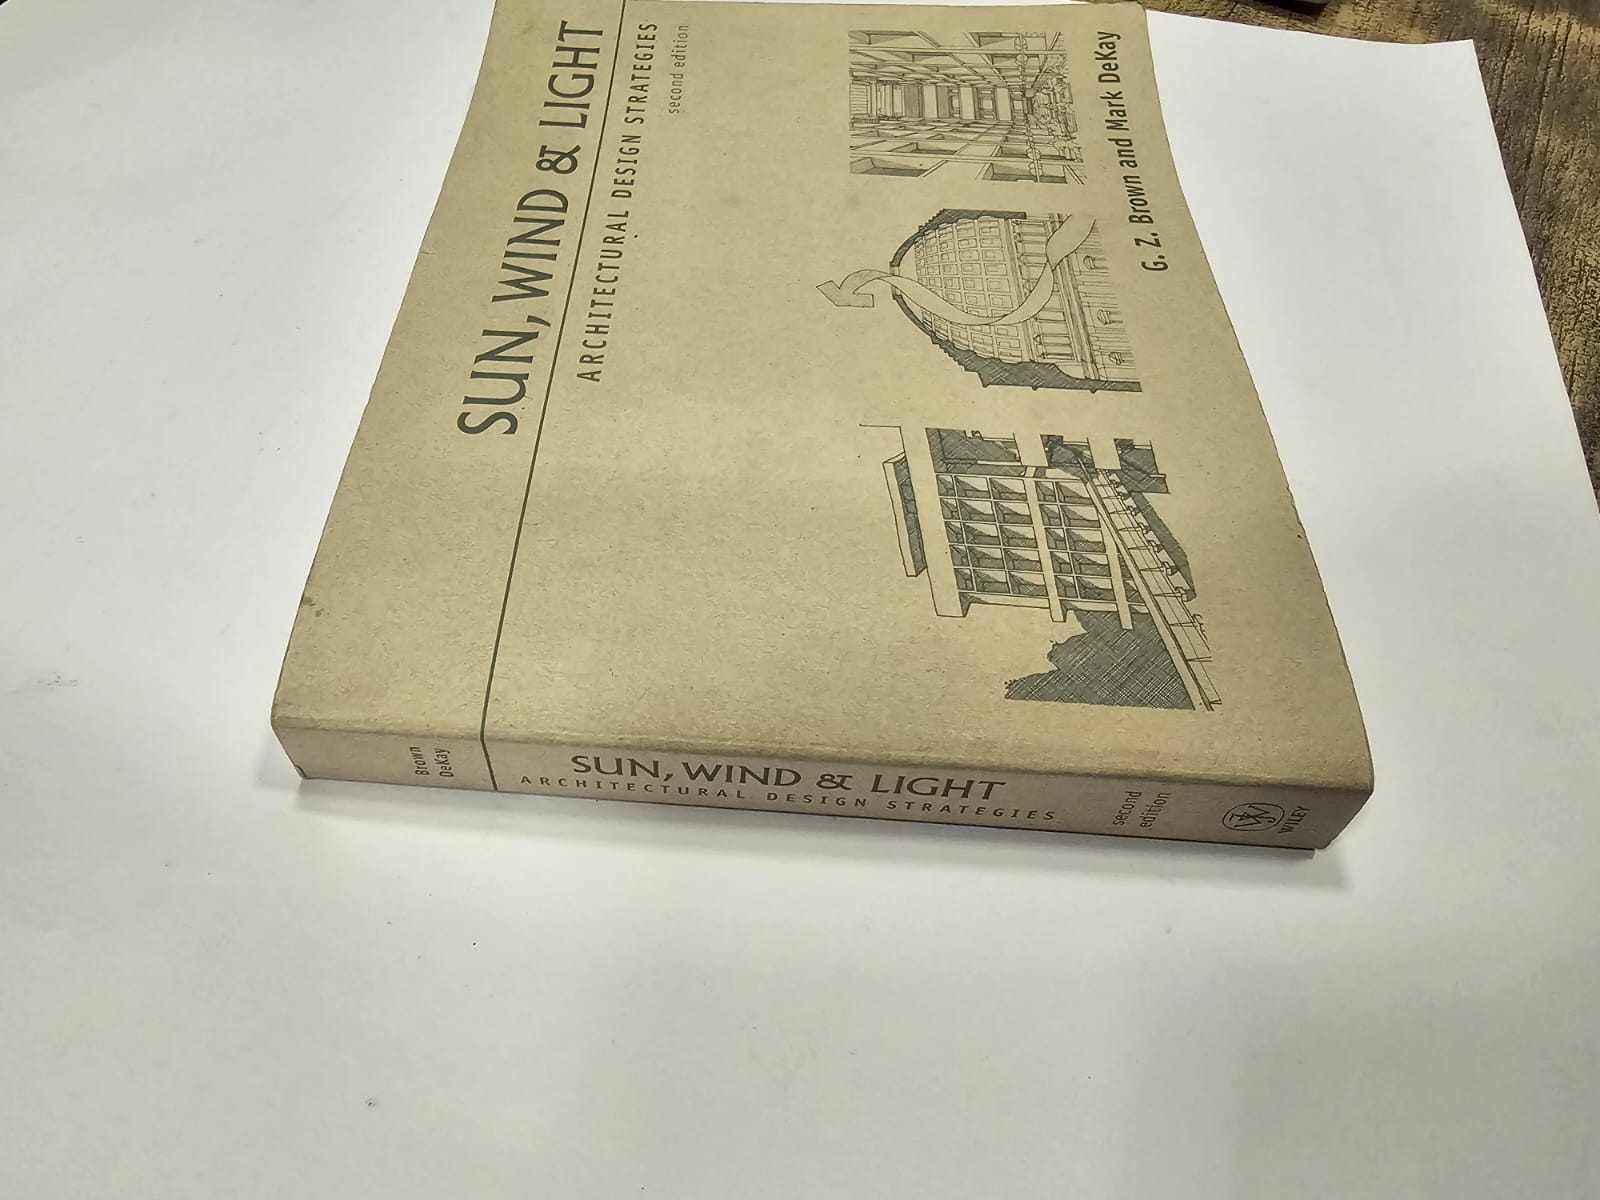 SUN, WIND & LIGHT
ARCHITECTURAL DESIGN STRATEGIES
second edition
G. Z. Brown and Mark DeKay
Brown
DeKay
SUN, WIND & LIGHT
ARCHITECTURAL DESIGN STRATEGIES
second
edition
WILEY